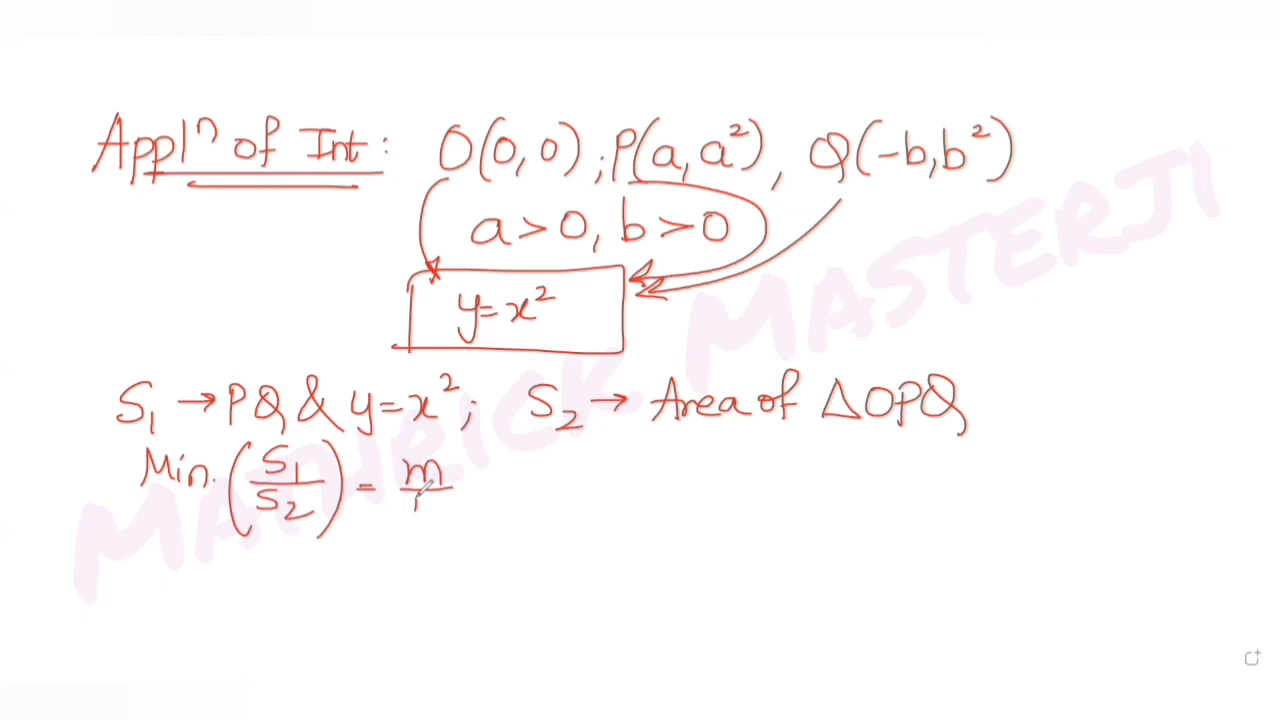 Appl^n of Int: O(0,0); P(a,a²), Q(-b,b²)
a>0, b>0
y=x²
S₁ → PQ & y=x²; S₂ → Area of △OPQ
Min. (S₁/S₂) = m/
MATHRICK MASTERJI